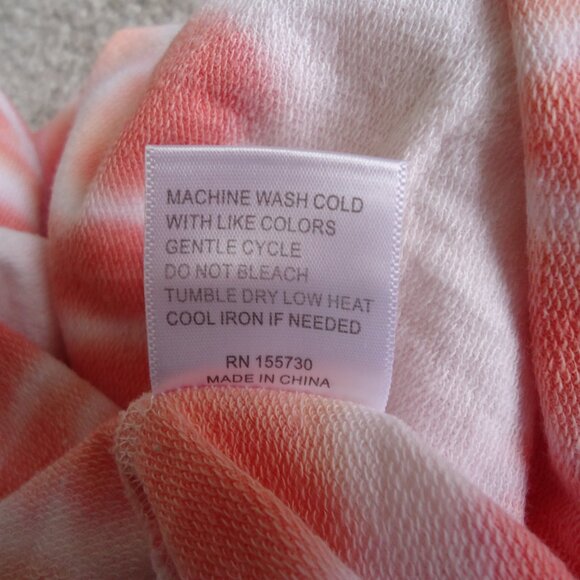 MACHINE WASH COLD
WITH LIKE COLORS
GENTLE CYCLE
DO NOT BLEACH
TUMBLE DRY LOW HEAT
COOL IRON IF NEEDED
RN 155730
MADE IN CHINA